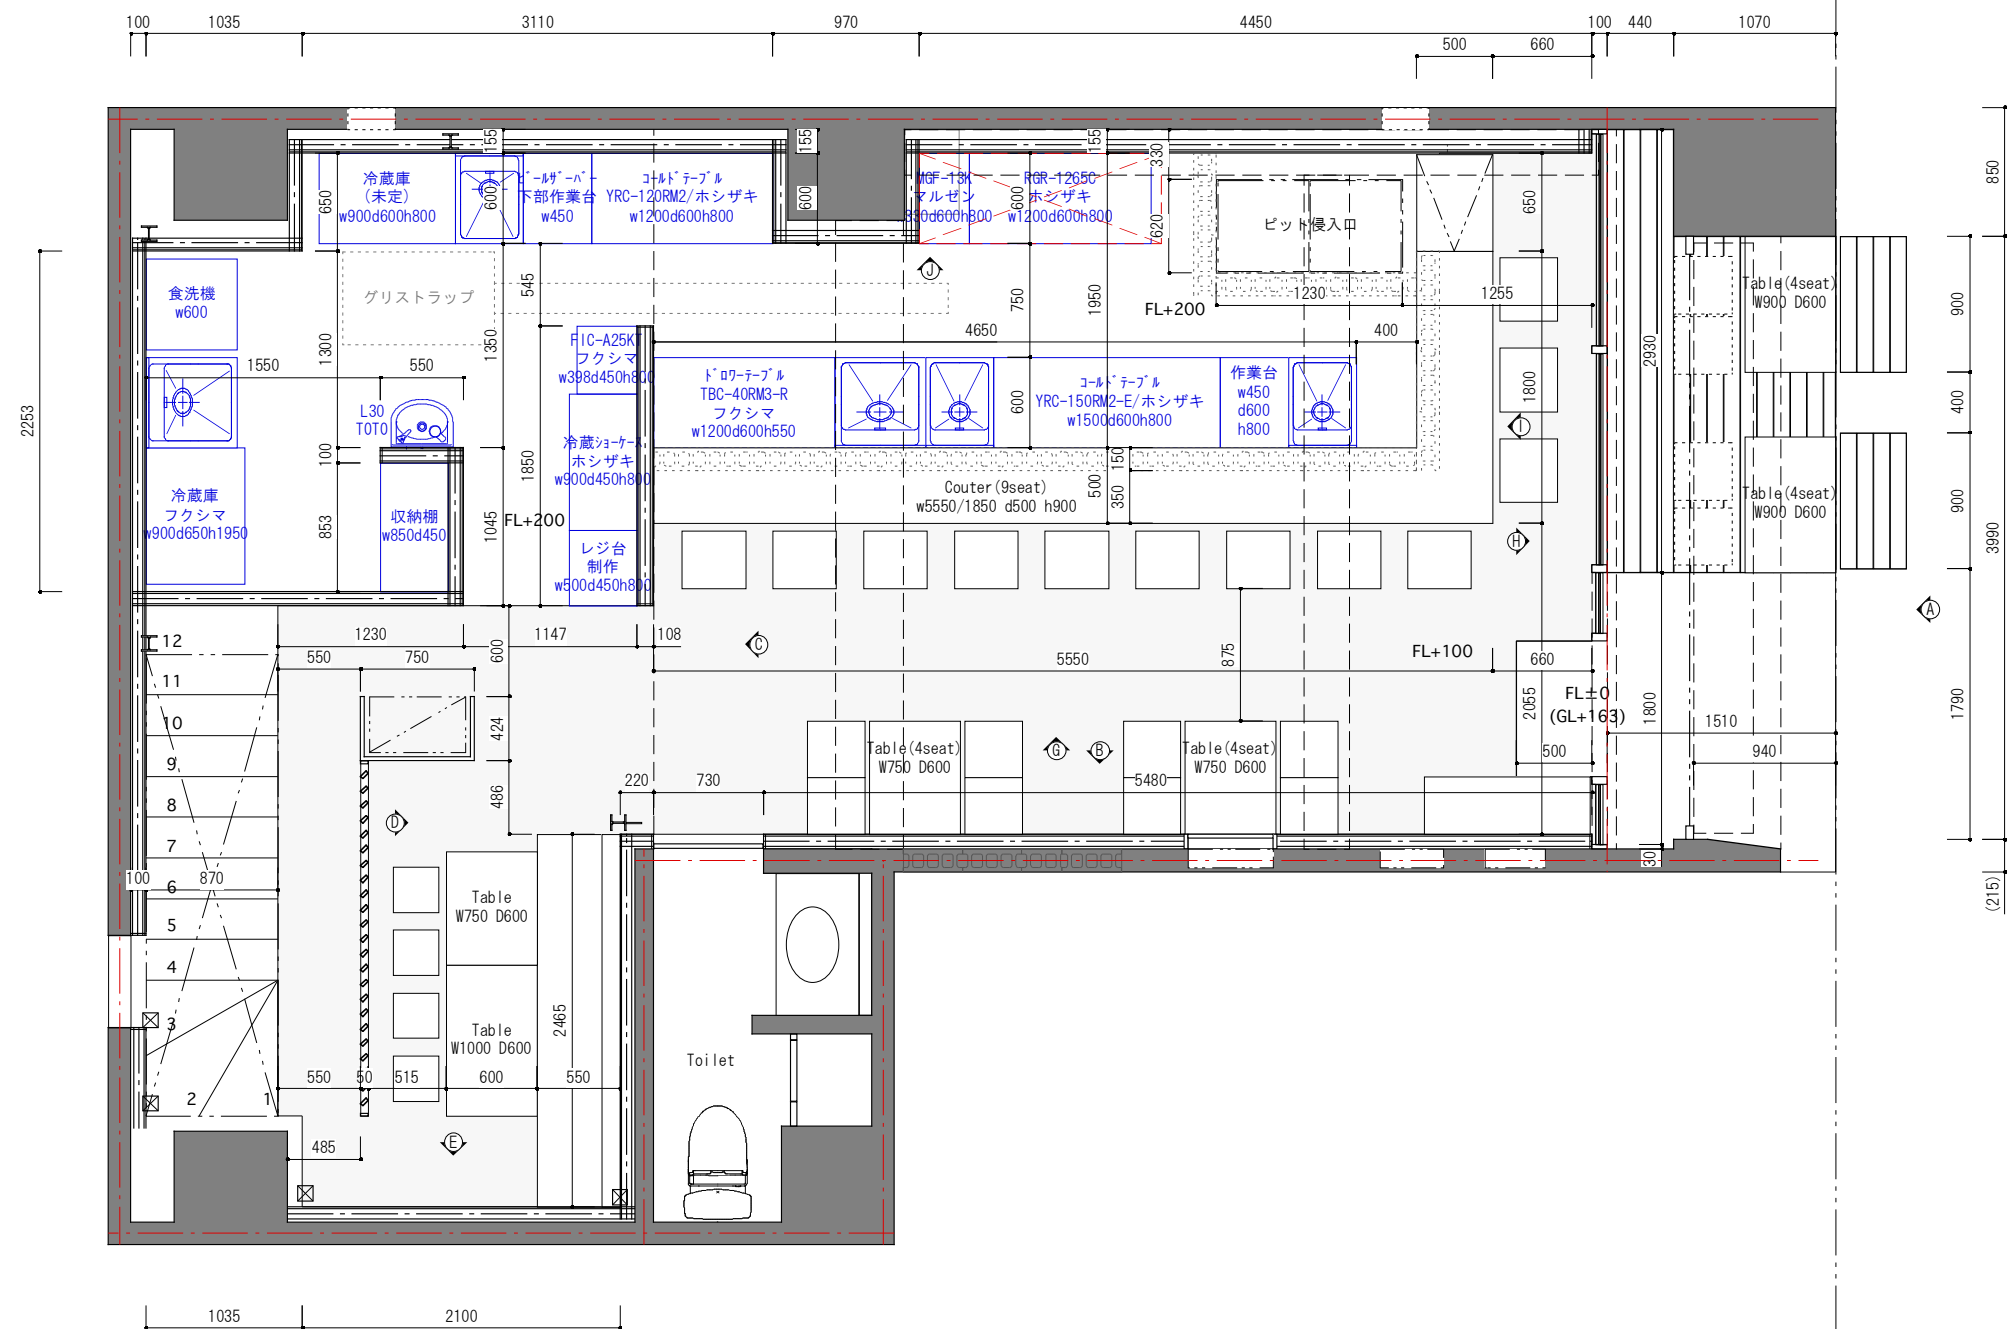 100 1035 3110 970 4450 100 440 1070
500 660
155 155 155 330
冷蔵庫
(未定)
w900d600h800
650
600
ビールサーバー
下部作業台
w450
コールドテーブル
YRC-120RM2/ホシザキ
w1200d600h800
600
MGF-13K
マルゼン
600
RGR-1265C
ホシザキ
w1200d600h800
620
ピット侵入口
650
850
食洗機
w600
グリストラップ
545
J
750
1950
FL+200
1230
1255
Table(4seat)
W900 D600
900
2253
1550
1300
550
1350
FIC-A25KT
フクシマ
w398d450h800
4650
400
2930
L30
TOTO
ドロワーテーブル
TBC-40RM3-R
フクシマ
w1200d600h550
600
コールドテーブル
YRC-150RM2-E/ホシザキ
w1500d600h800
作業台
w450
d600
h800
1800
I
400
100
1850
冷蔵ショーケース
ホシザキ
w900d450h800
150
500
350
冷蔵庫
フクシマ
w900d650h1950
853
収納棚
w850d450
1045
FL+200
レジ台
制作
w500d450h800
Couter(9seat)
w5550/1850 d500 h900
H
Table(4seat)
W900 D600
900
3990
A
12
1230
1147
108
600
C
875
FL+100
550
750
5550
660
11
FL±0
(GL+163)
2055
1800
1790
10
424
1510
9
Table(4seat)
W750 D600
G
B
Table(4seat)
W750 D600
500
940
8
486
220
730
5480
D
7
30
100
870
6
(215)
5
Table
W750 D600
4
3
2465
Table
W1000 D600
Toilet
550
50
515
600
550
2
1
E
485
1035
2100